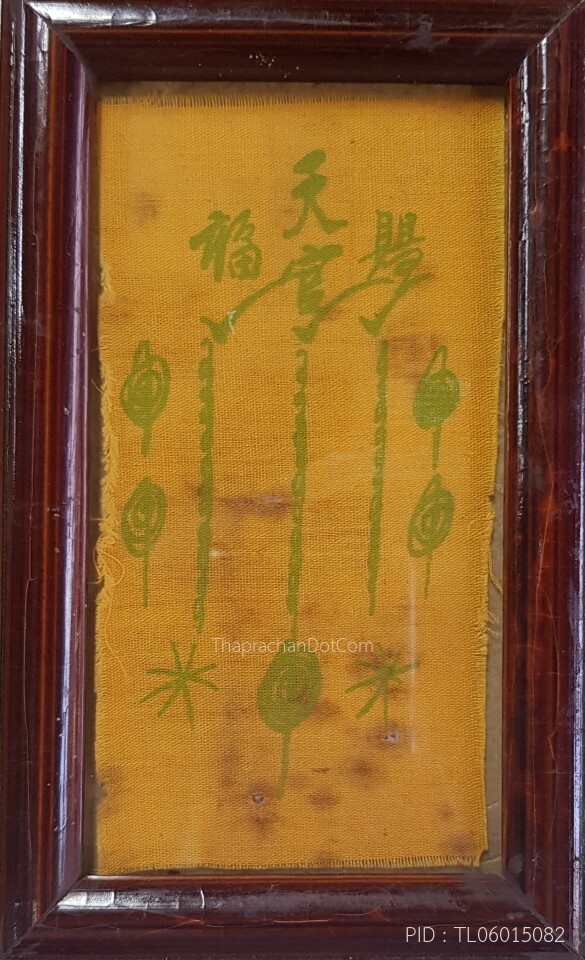 天官
賜
福
ThaprachanDotCom
PID : TL06015082